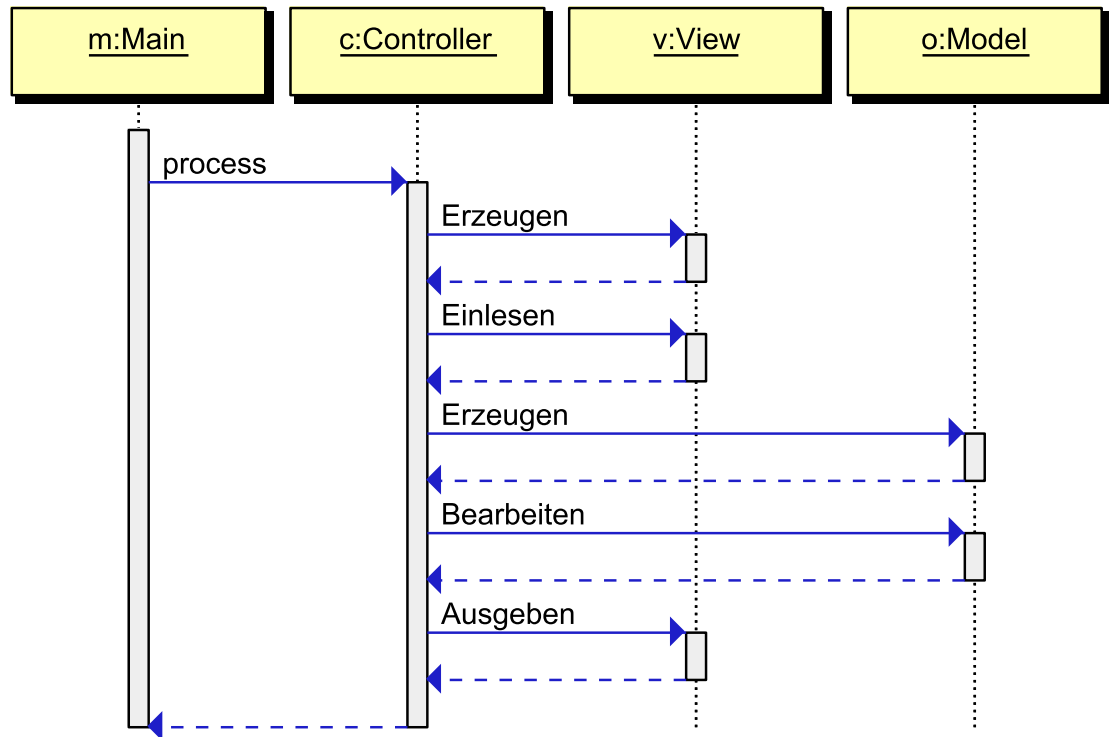 m:Main
c:Controller
v:View
o:Model
process
Erzeugen
Einlesen
Erzeugen
Bearbeiten
Ausgeben